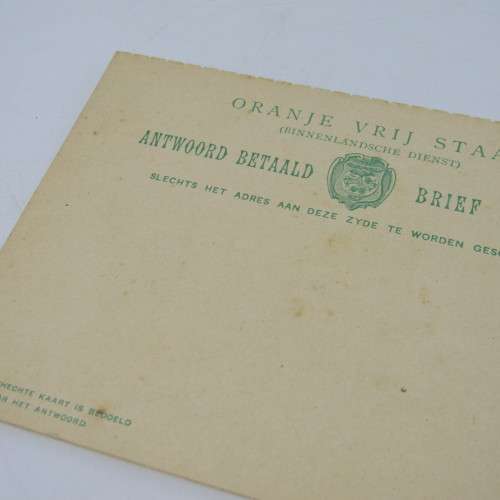 ORANJE VRIJ STAA
(BINNENLANDSCHE DIENST)
ANTWOORD BETAALD BRIEF
SLECHTS HET ADRES AAN DEZE ZYDE TE WORDEN GESC
HECHTE KAART IS BEDOELD
R HET ANTWOORD.